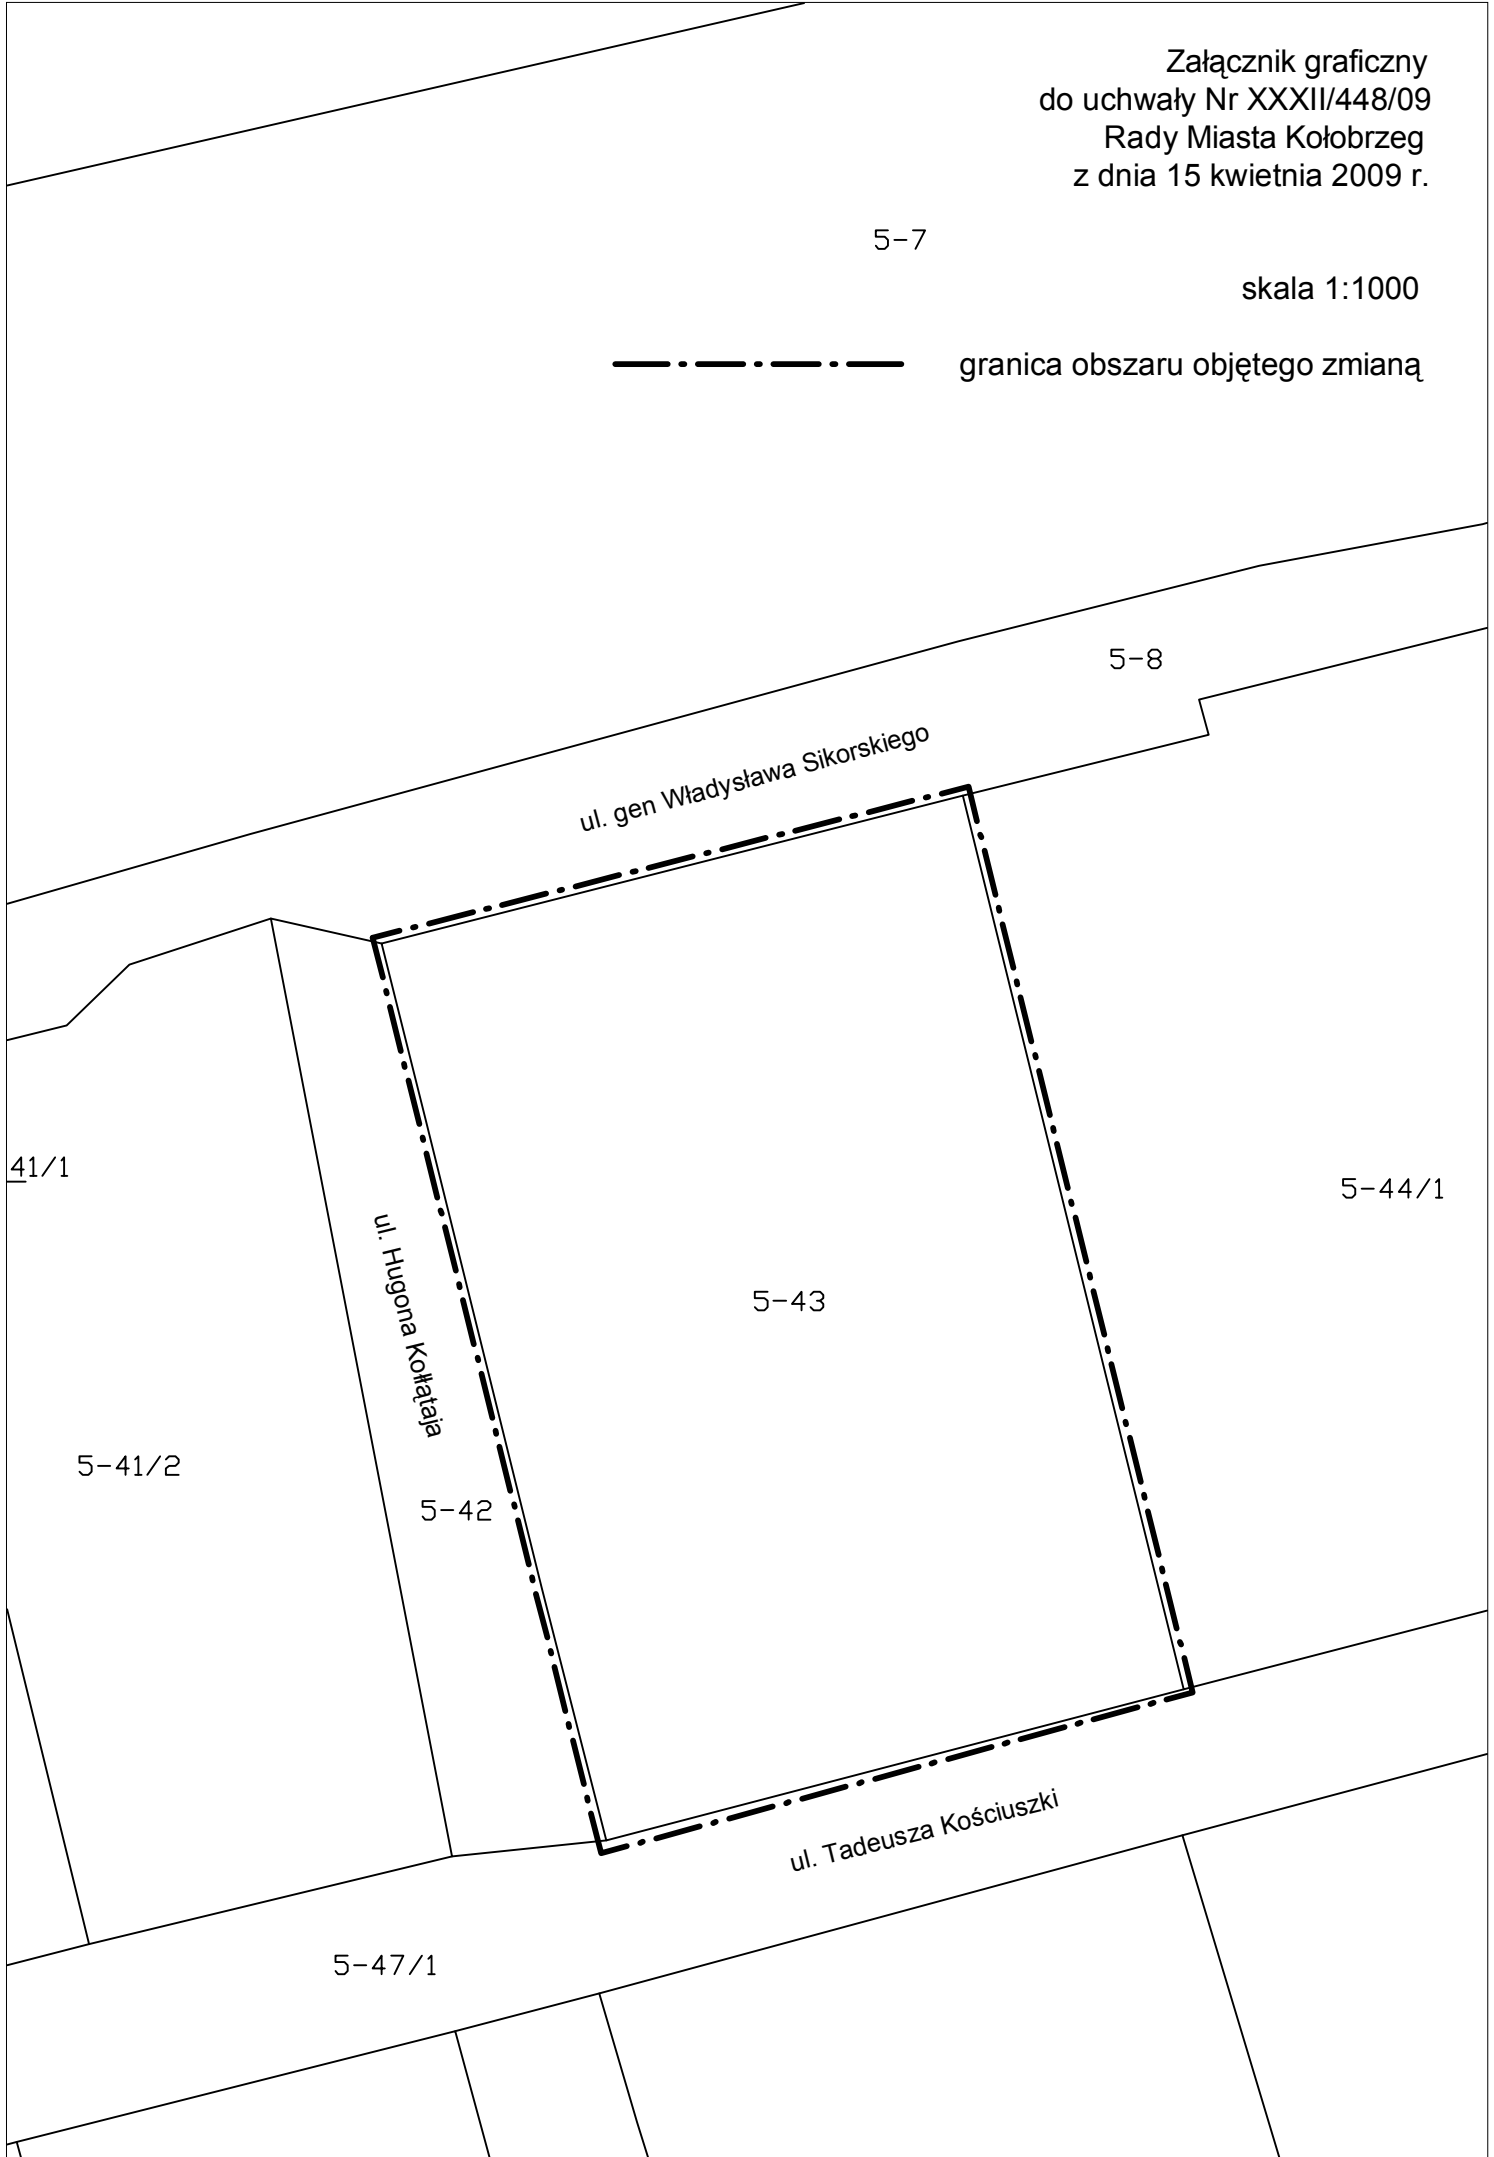 Załącznik graficzny
do uchwały Nr XXXII/448/09
Rady Miasta Kołobrzeg
z dnia 15 kwietnia 2009 r.
5-7
skala 1:1000
granica obszaru objętego zmianą
5-8
ul. gen Władysława Sikorskiego
41/1
5-44/1
ul. Hugona Kołłątaja
5-43
5-41/2
5-42
ul. Tadeusza Kościuszki
5-47/1